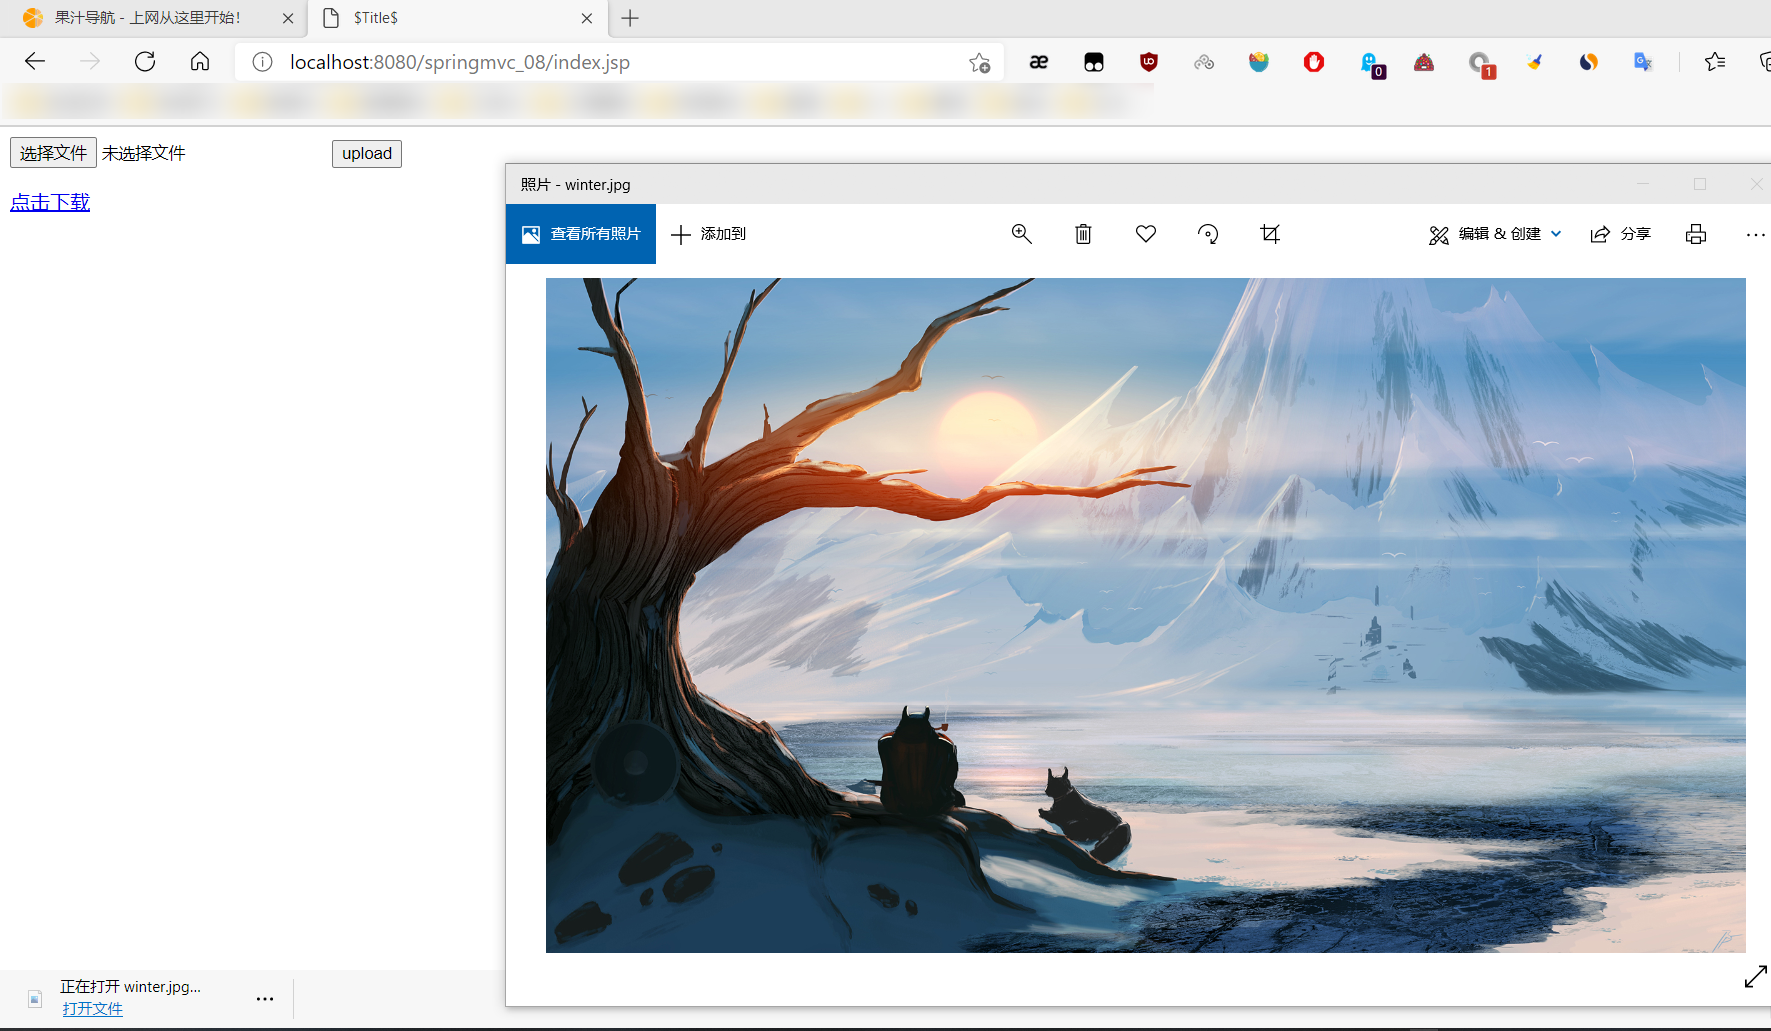 果汁导航 - 上网从这里开始!
$Title$
localhost:8080/springmvc_08/index.jsp
æ
uD
0
1
G
选择文件 未选择文件 upload
点击下载
照片 - winter.jpg
查看所有照片 添加到 编辑 & 创建 分享
正在打开 winter.jpg...
打开文件